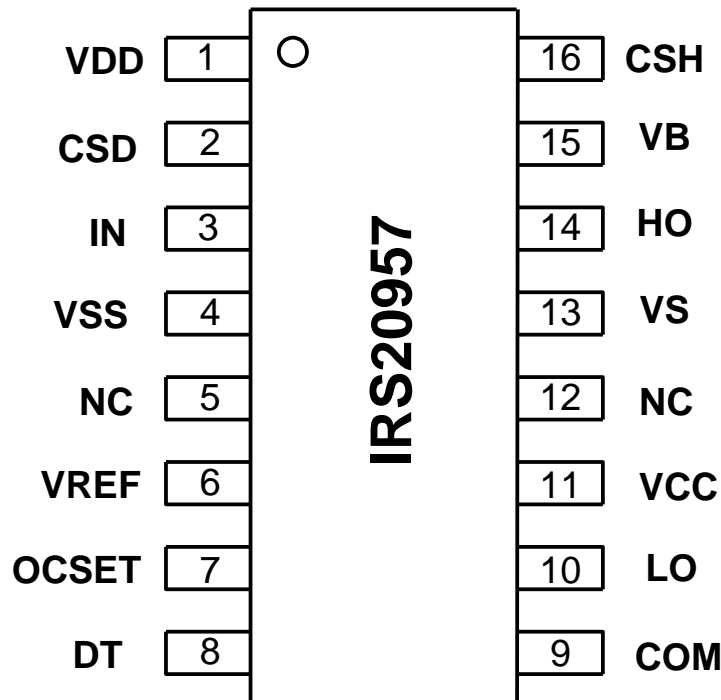 VDD 1 16 CSH
CSD 2 15 VB
IN 3 14 HO
VSS 4 13 VS
NC 5 12 NC
VREF 6 11 VCC
OCSET 7 10 LO
DT 8 9 COM
IRS20957